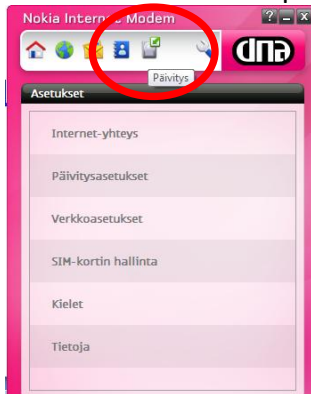 Nokia Internet Modem
dna
Päivitys
Asetukset
Internet-yhteys
Päivitysasetukset
Verkkoasetukset
SIM-kortin hallinta
Kielet
Tietoja